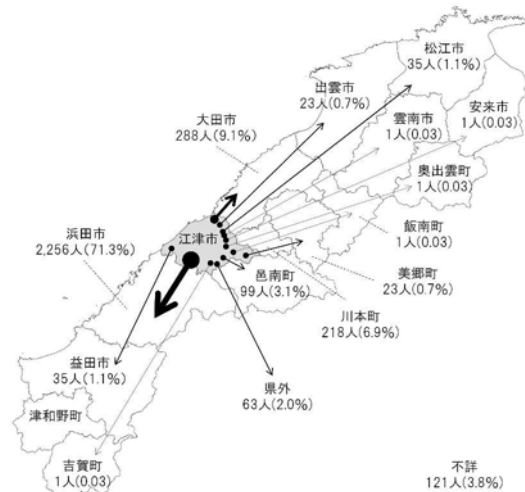 松江市
35人(1.1%)
出雲市
23人(0.7%)
安来市
1人(0.03)
雲南市
1人(0.03)
大田市
288人(9.1%)
奥出雲町
1人(0.03)
飯南町
1人(0.03)
江津市
浜田市
2,256人(71.3%)
美郷町
23人(0.7%)
邑南町
99人(3.1%)
川本町
218人(6.9%)
益田市
35人(1.1%)
県外
63人(2.0%)
津和野町
吉賀町
1人(0.03)
不詳
121人(3.8%)